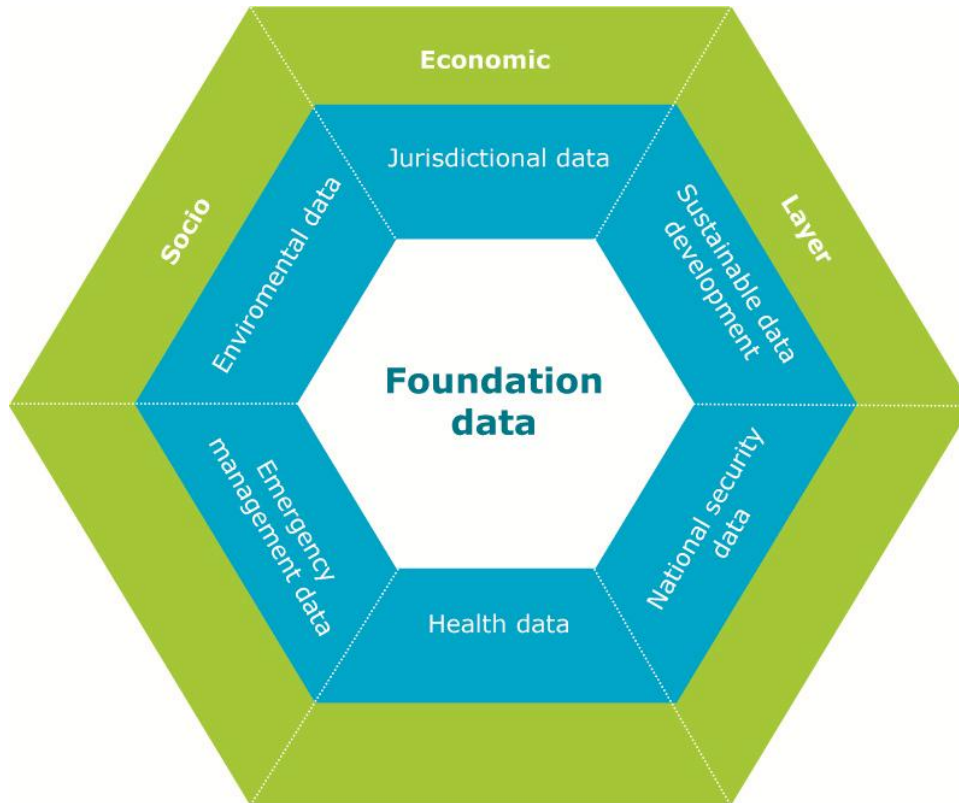 Economic
Socio
Layer
Jurisdictional data
Enviromental data
Sustainable data
development
Foundation
data
Emergency
management data
National security
data
Health data